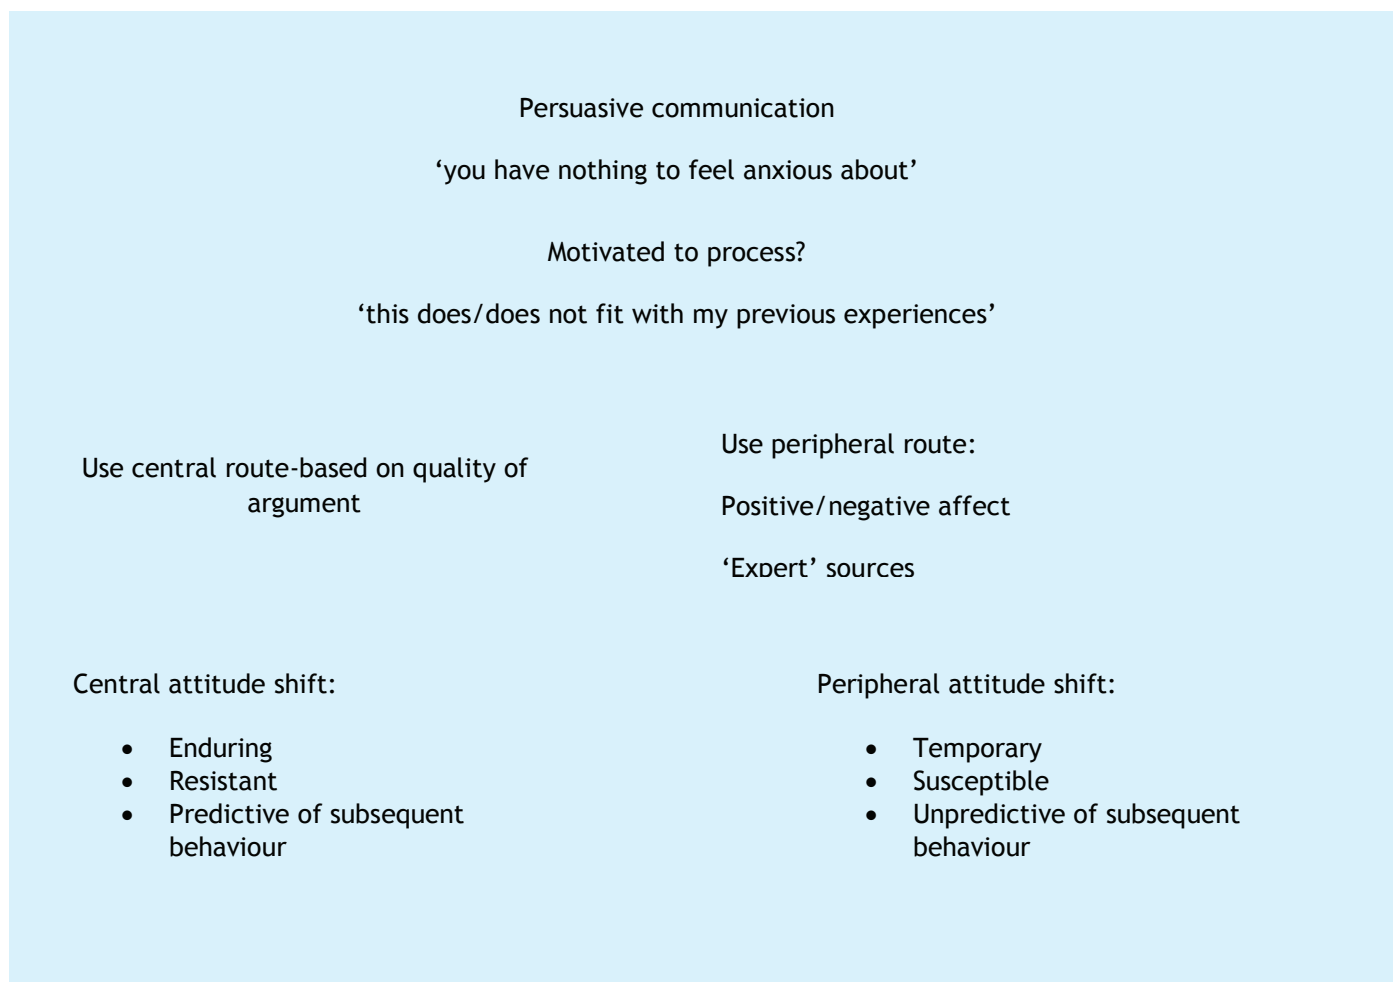 Persuasive communication
‘you have nothing to feel anxious about’
Motivated to process?
‘this does/does not fit with my previous experiences’
Use central route-based on quality of
argument
Use peripheral route:
Positive/negative affect
‘Expert’ sources
Central attitude shift:
• Enduring
• Resistant
• Predictive of subsequent
behaviour
Peripheral attitude shift:
• Temporary
• Susceptible
• Unpredictive of subsequent
behaviour